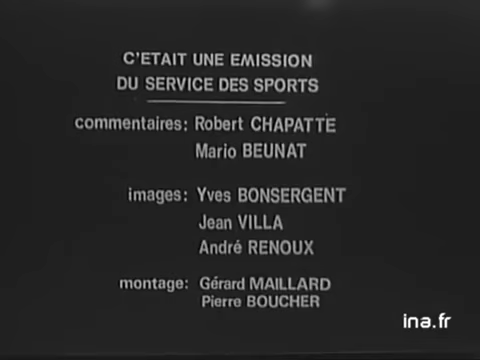 C'ETAIT UNE EMISSION
DU SERVICE DES SPORTS
commentaires: Robert CHAPATTE
Mario BEUNAT
images: Yves BONSERGENT
Jean VILLA
André RENOUX
montage: Gérard MAILLARD
Pierre BOUCHER
ina.fr